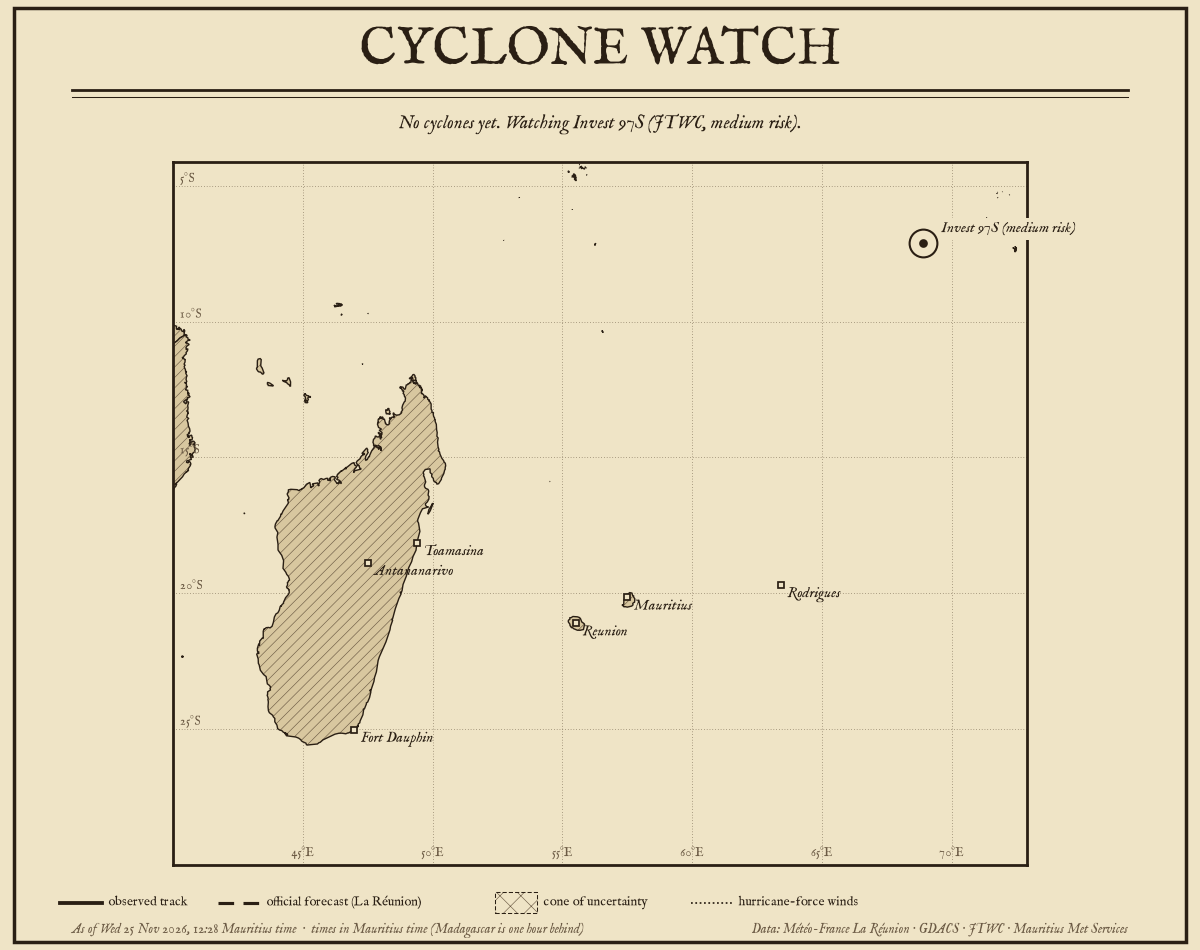 CYCLONE WATCH
No cyclones yet. Watching Invest 97S (JTWC, medium risk).
5°S
Invest 97S (medium risk)
10°S
15°S
Toamasina
Antananarivo
20°S
Rodrigues
Mauritius
Reunion
25°S
Fort Dauphin
45°E 50°E 55°E 60°E 65°E 70°E
observed track official forecast (La Réunion) cone of uncertainty hurricane-force winds
As of Wed 25 Nov 2026, 12:28 Mauritius time · times in Mauritius time (Madagascar is one hour behind) Data: Météo-France La Réunion · GDACS · JTWC · Mauritius Met Services